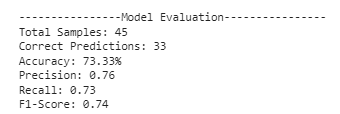 ----------------Model Evaluation----------------
Total Samples: 45
Correct Predictions: 33
Accuracy: 73.33%
Precision: 0.76
Recall: 0.73
F1-Score: 0.74